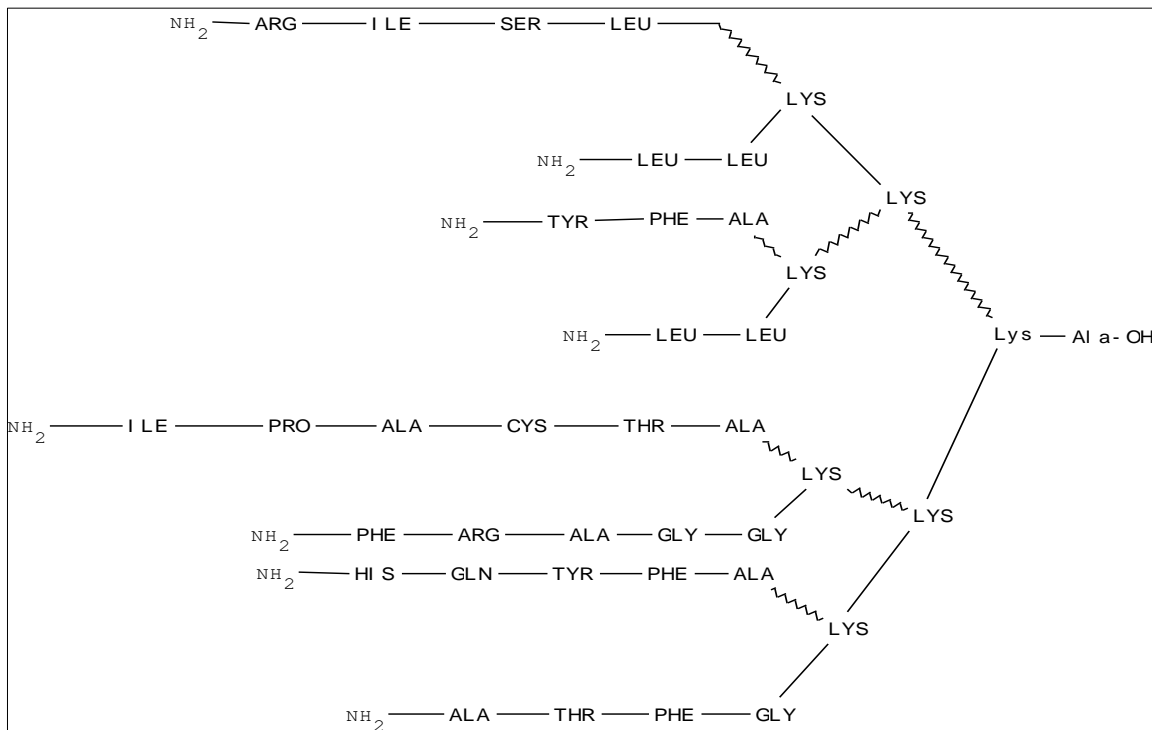 NH2 ARG ILE SER LEU
LYS
NH2 LEU LEU
LYS
NH2 TYR PHE ALA
LYS
NH2 LEU LEU
Lys Ala-OH
NH2 ILE PRO ALA CYS THR ALA
LYS
LYS
NH2 PHE ARG ALA GLY GLY
NH2 HIS GLN TYR PHE ALA
LYS
NH2 ALA THR PHE GLY